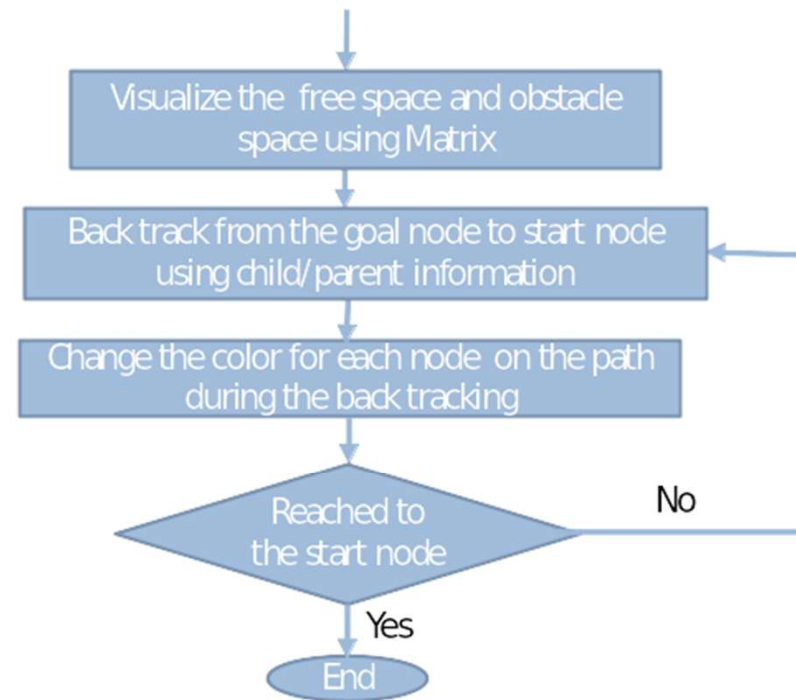 Visualize the free space and obstacle
space using Matrix
Back track from the goal node to start node
using child/parent information
Change the color for each node on the path
during the back tracking
Reached to
the start node
No
Yes
End